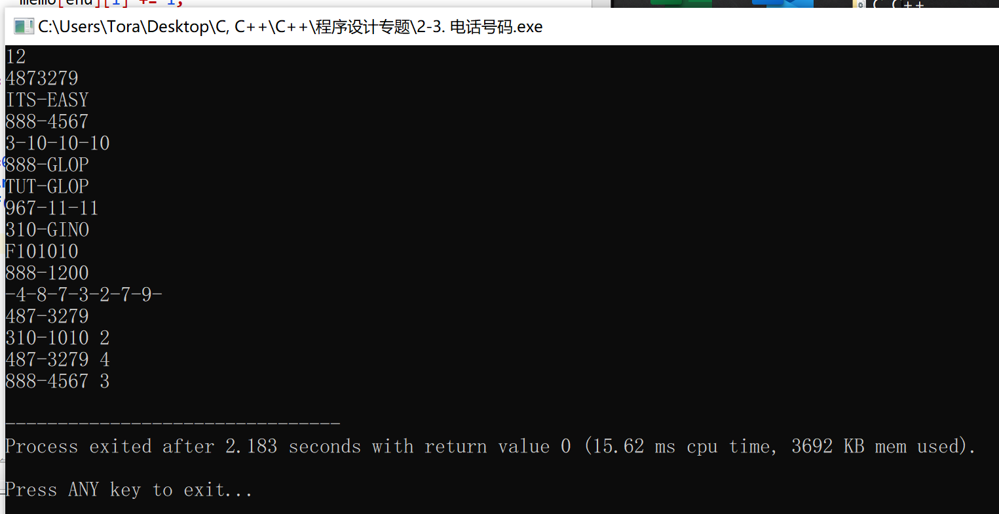 memo[end][1] += 1;
C C++
C:\Users\Tora\Desktop\C, C++\C++\程序设计专题\2-3. 电话号码.exe
12
4873279
ITS-EASY
888-4567
3-10-10-10
888-GLOP
TUT-GLOP
967-11-11
310-GINO
F101010
888-1200
-4-8-7-3-2-7-9-
487-3279
310-1010 2
487-3279 4
888-4567 3
--------------------------------
Process exited after 2.183 seconds with return value 0 (15.62 ms cpu time, 3692 KB mem used).
Press ANY key to exit...